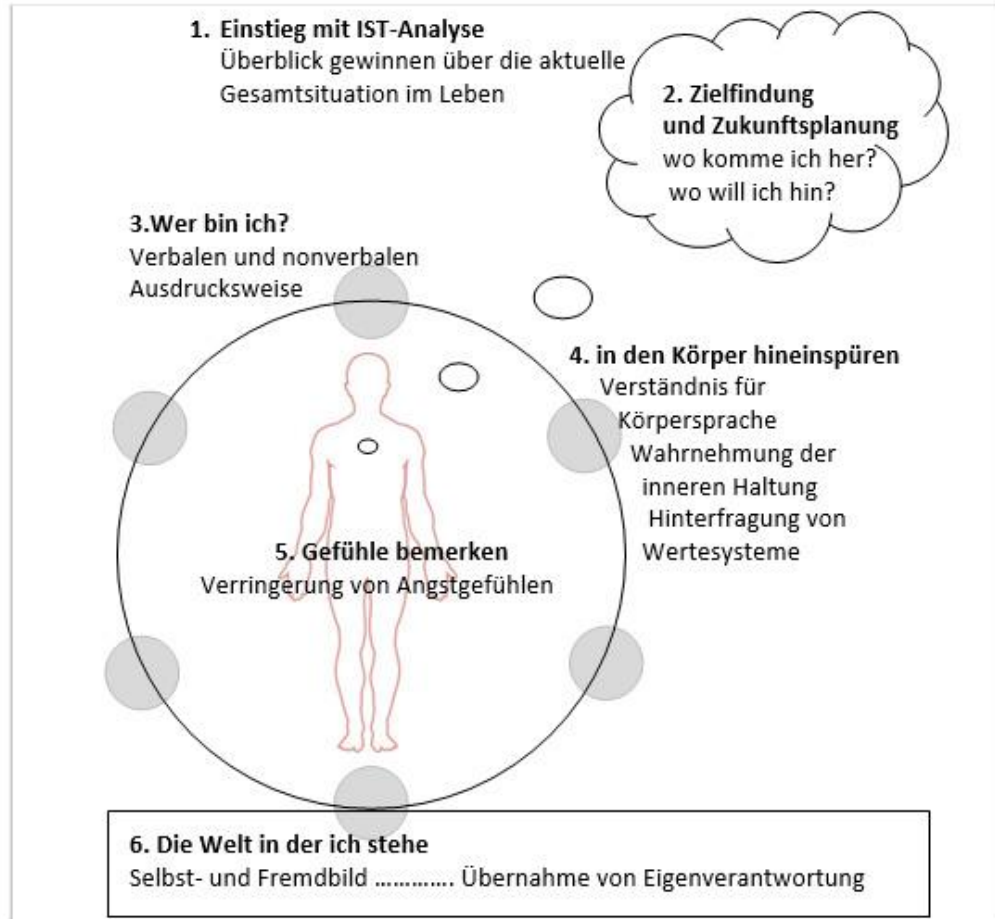 1. Einstieg mit IST-Analyse
Überblick gewinnen über die aktuelle
Gesamtsituation im Leben
2. Zielfindung
und Zukunftsplanung
wo komme ich her?
wo will ich hin?
3.Wer bin ich?
Verbalen und nonverbalen
Ausdrucksweise
4. in den Körper hineinspüren
Verständnis für
Körpersprache
Wahrnehmung der
inneren Haltung
Hinterfragung von
Wertesysteme
5. Gefühle bemerken
Verringerung von Angstgefühlen
6. Die Welt in der ich stehe
Selbst- und Fremdbild ............. Übernahme von Eigenverantwortung